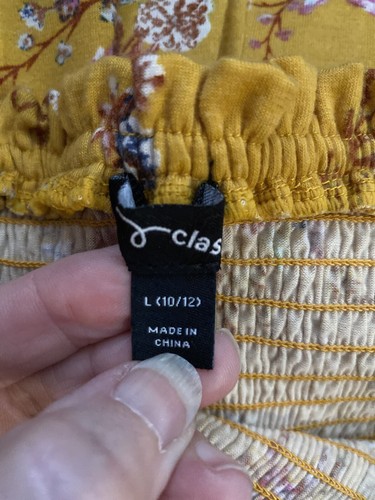 clas
L (10/12)
MADE IN
CHINA